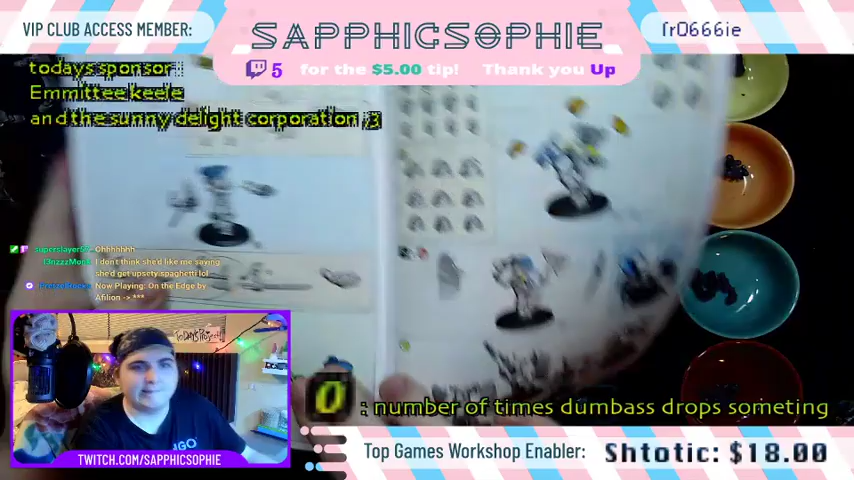 VIP CLUB ACCESS MEMBER:
SAPPHICSOPHIE
fr0666ie
5 for the $5.00 tip! Thank you Up
todays sponsor
Emmittee keele
and the sunny delight corporation ;3
Ohhhhhhh
I don't think she'd like me saying
she'd get upsety spaghetti lol
Now Playing: On the Edge by
Afilion -> ***
0 : number of times dumbass drops someting
TWITCH.COM/SAPPHICSOPHIE
Top Games Workshop Enabler: Shtotic: $18.00